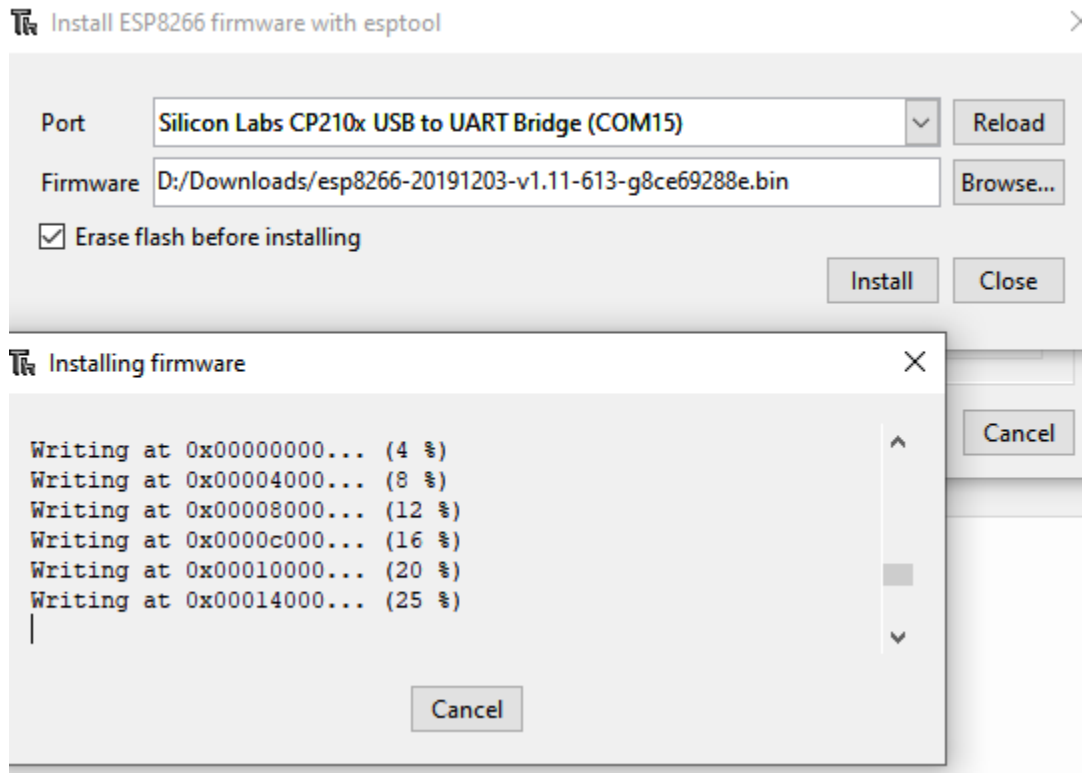 Install ESP8266 firmware with esptool
Port Silicon Labs CP210x USB to UART Bridge (COM15) Reload
Firmware D:/Downloads/esp8266-20191203-v1.11-613-g8ce69288e.bin Browse...
Erase flash before installing
Install Close
Installing firmware
Cancel
Writing at 0x00000000... (4 %)
Writing at 0x00004000... (8 %)
Writing at 0x00008000... (12 %)
Writing at 0x0000c000... (16 %)
Writing at 0x00010000... (20 %)
Writing at 0x00014000... (25 %)
Cancel